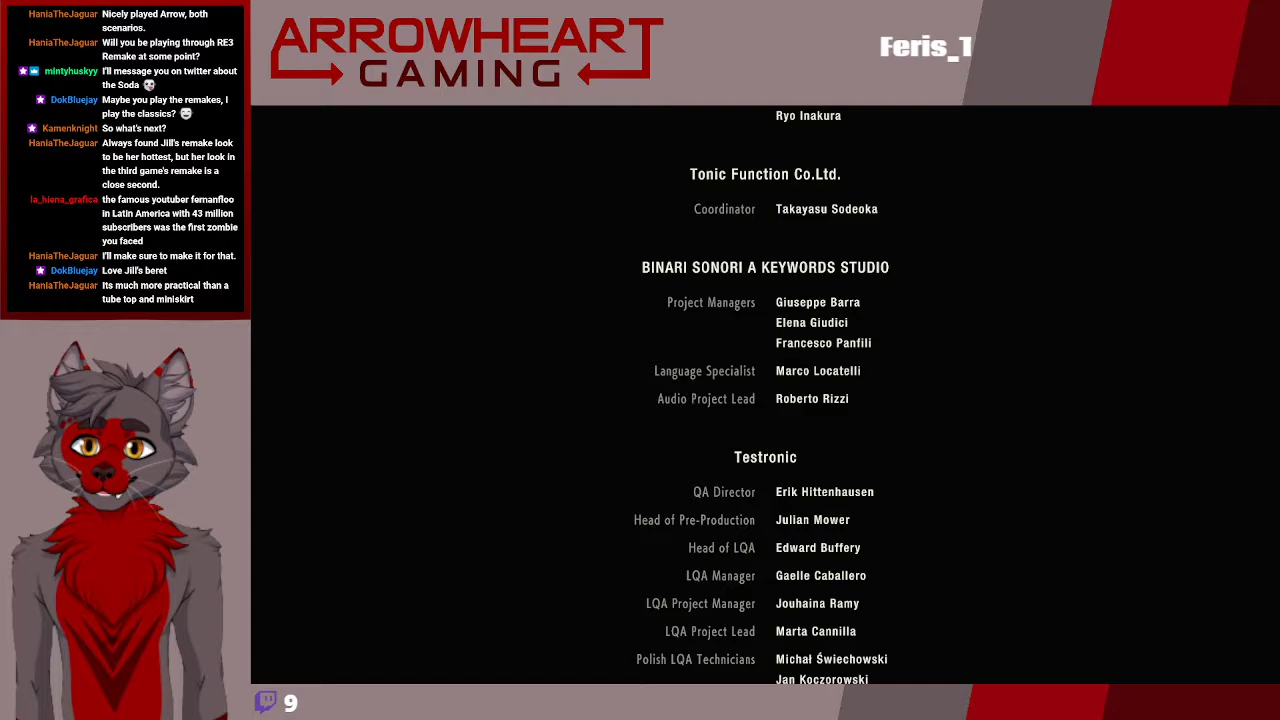 HaniaTheJaguar Nicely played Arrow, both
scenarios.
HaniaTheJaguar Will you be playing through RE3
Remake at some point?
mintyhuskyy I'll message you on twitter about
the Soda
DokBluejay Maybe you play the remakes, I
play the classics?
Kamenknight So what's next?
HaniaTheJaguar Always found Jill's remake look
to be her hottest, but her look in
the third game's remake is a
close second.
la_hiena_grafica the famous youtuber fernanfloo
in Latin America with 43 million
subscribers was the first zombie
you faced
HaniaTheJaguar I'll make sure to make it for that.
DokBluejay Love Jill's beret
HaniaTheJaguar Its much more practical than a
tube top and miniskirt
ARROWHEART
GAMING
Feris_1
Ryo Inakura
Tonic Function Co.Ltd.
Coordinator Takayasu Sodeoka
BINARI SONORI A KEYWORDS STUDIO
Project Managers Giuseppe Barra
Elena Giudici
Francesco Panfili
Language Specialist Marco Locatelli
Audio Project Lead Roberto Rizzi
Testronic
QA Director Erik Hittenhausen
Head of Pre-Production Julian Mower
Head of LQA Edward Buffery
LQA Manager Gaelle Caballero
LQA Project Manager Jouhaina Ramy
LQA Project Lead Marta Cannilla
Polish LQA Technicians Michał Świechowski
Jan Koczorowski
9